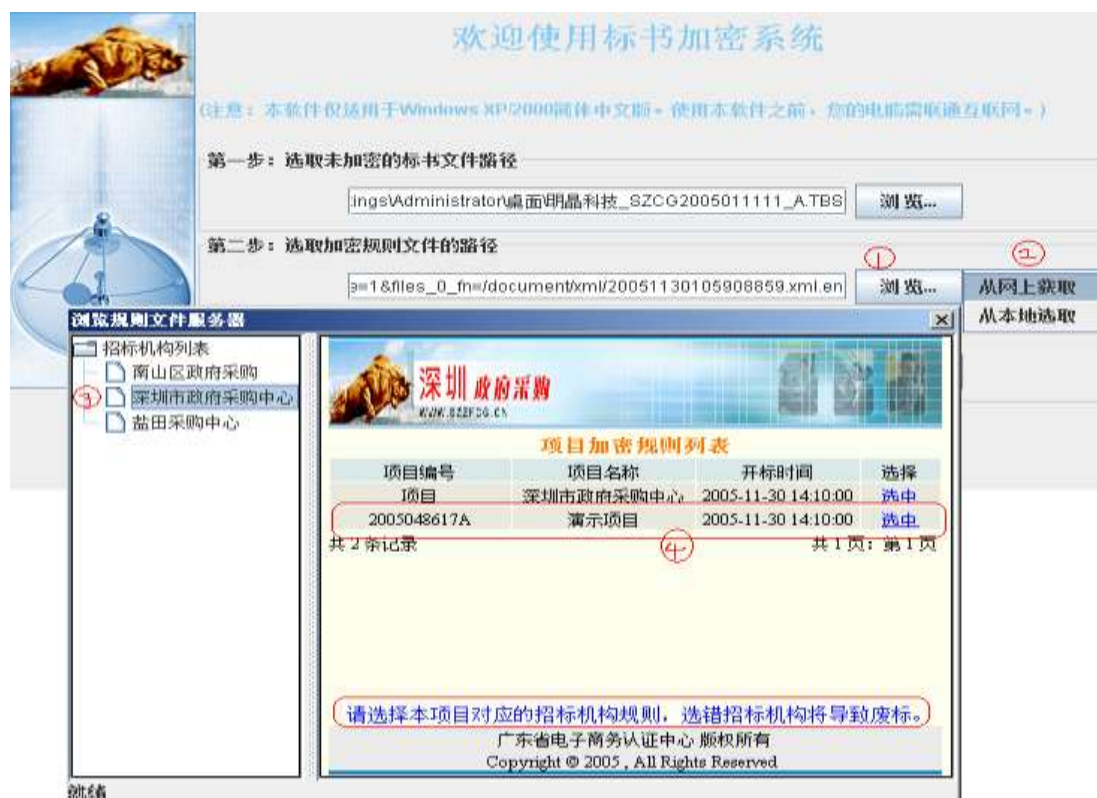 欢迎使用标书加密系统
(注意：本软件仅适用于Windows XP/2000简体中文版。使用本软件之前，您的电脑需联通互联网。)
第一步：选取未加密的标书文件路径
:ings\Administrator\桌面\明晶科技_SZCG2005011111_A.TBS 浏览...
第二步：选取加密规则文件的路径
① ②
e=1&files_0_fn=/document/xml/20051130105908859.xml.en 浏览... 从网上获取
从本地选取
浏览规则文件服务器
招标机构列表
南山区政府采购
③ 深圳市政府采购中心
盐田采购中心
深圳 政府采购
WWW.SZZFCG.CN
项目加密规则列表
项目编号 项目名称 开标时间 选择
项目 深圳市政府采购中心 2005-11-30 14:10:00 选中
2005048617A 演示项目 2005-11-30 14:10:00 选中
共 2 条记录 ④ 共 1 页：第 1 页
请选择本项目对应的招标机构规则，选错招标机构将导致废标。
广东省电子商务认证中心 版权所有
Copyright © 2005 , All Rights Reserved
就绪